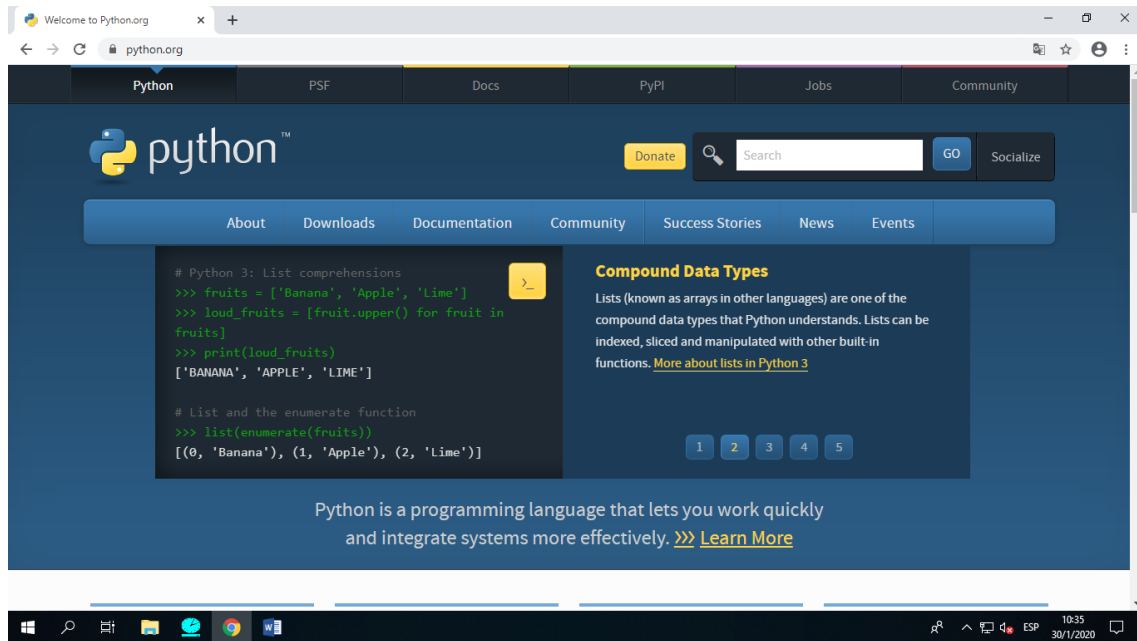 Welcome to Python.org
python.org
Python PSF Docs PyPI Jobs Community
python™
Donate Search GO Socialize
About Downloads Documentation Community Success Stories News Events
# Python 3: List comprehensions
>>> fruits = ['Banana', 'Apple', 'Lime']
>>> loud_fruits = [fruit.upper() for fruit in
fruits]
>>> print(loud_fruits)
['BANANA', 'APPLE', 'LIME']
# List and the enumerate function
>>> list(enumerate(fruits))
[(0, 'Banana'), (1, 'Apple'), (2, 'Lime')]
>_
Compound Data Types
Lists (known as arrays in other languages) are one of the
compound data types that Python understands. Lists can be
indexed, sliced and manipulated with other built-in
functions. More about lists in Python 3
1 2 3 4 5
Python is a programming language that lets you work quickly
and integrate systems more effectively. >>> Learn More
ESP
10:35
30/1/2020